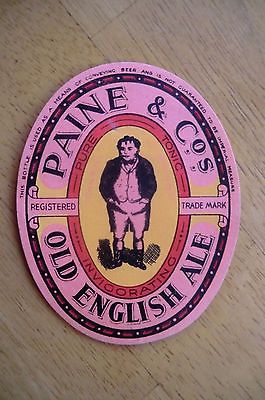 THIS BOTTLE IS USED AS A MEANS OF CONVEYING BEER AND IS NOT GUARANTEED TO BE IMPERIAL MEASURE
PAINE & Co's
PURE TONIC
REGISTERED TRADE MARK
INVIGORATING
OLD ENGLISH ALE